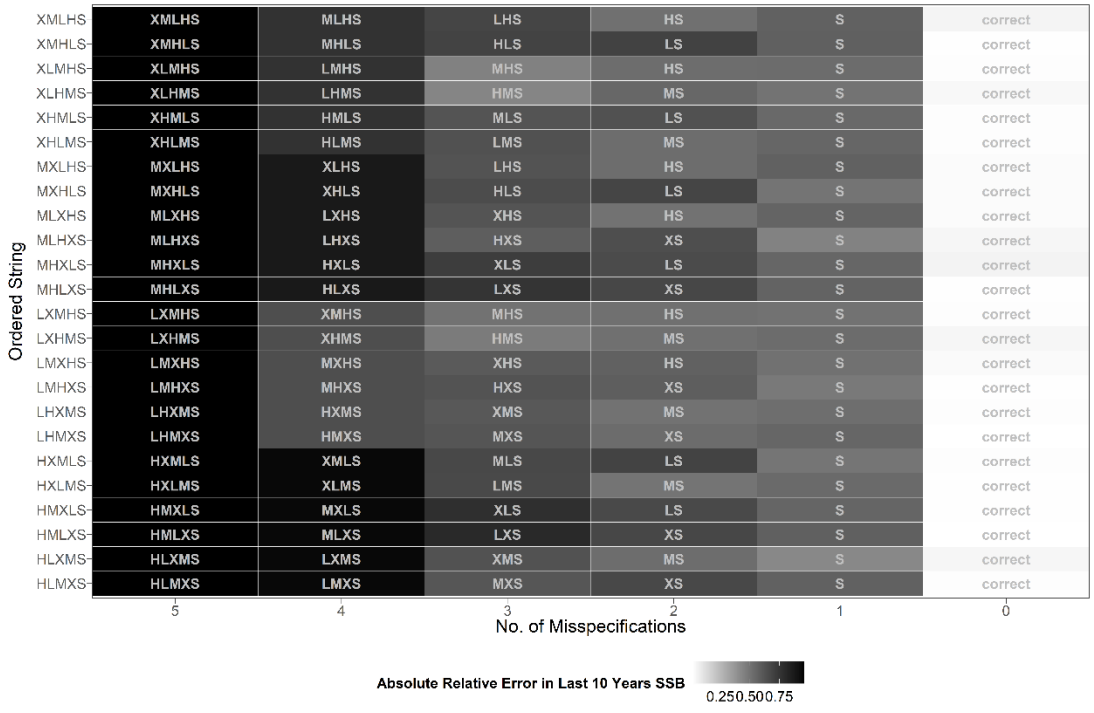 XMLHS XMLHS MLHS LHS HS S correct
XMHLS XMHLS MHLS HLS LS S correct
XLMHS XLMHS LMHS MHS HS S correct
XLHMS XLHMS LHMS HMS MS S correct
XHMLS XHMLS HMLS MLS LS S correct
XHLMS XHLMS HLMS LMS MS S correct
MXLHS MXLHS XLHS LHS HS S correct
MXHLS MXHLS XHLS HLS LS S correct
MLXHS MLXHS LXHS XHS HS S correct
MLHXS MLHXS LHXS HXS XS S correct
MHXLS MHXLS HXLS XLS LS S correct
MHLXS MHLXS HLXS LXS XS S correct
LXMHS LXMHS XMHS MHS HS S correct
LXHMS LXHMS XHMS HMS MS S correct
LMXHS LMXHS MXHS XHS HS S correct
LMHXS LMHXS MHXS HXS XS S correct
LHXMS LHXMS HXMS XMS MS S correct
LHMXS LHMXS HMXS MXS XS S correct
HXMLS HXMLS XMLS MLS LS S correct
HXLMS HXLMS XLMS LMS MS S correct
HMXLS HMXLS MXLS XLS LS S correct
HMLXS HMLXS MLXS LXS XS S correct
HLXMS HLXMS LXMS XMS MS S correct
HLMXS HLMXS LMXS MXS XS S correct
Ordered String
5 4 3 2 1 0
No. of Misspecifications
Absolute Relative Error in Last 10 Years SSB
0.25 0.50 0.75